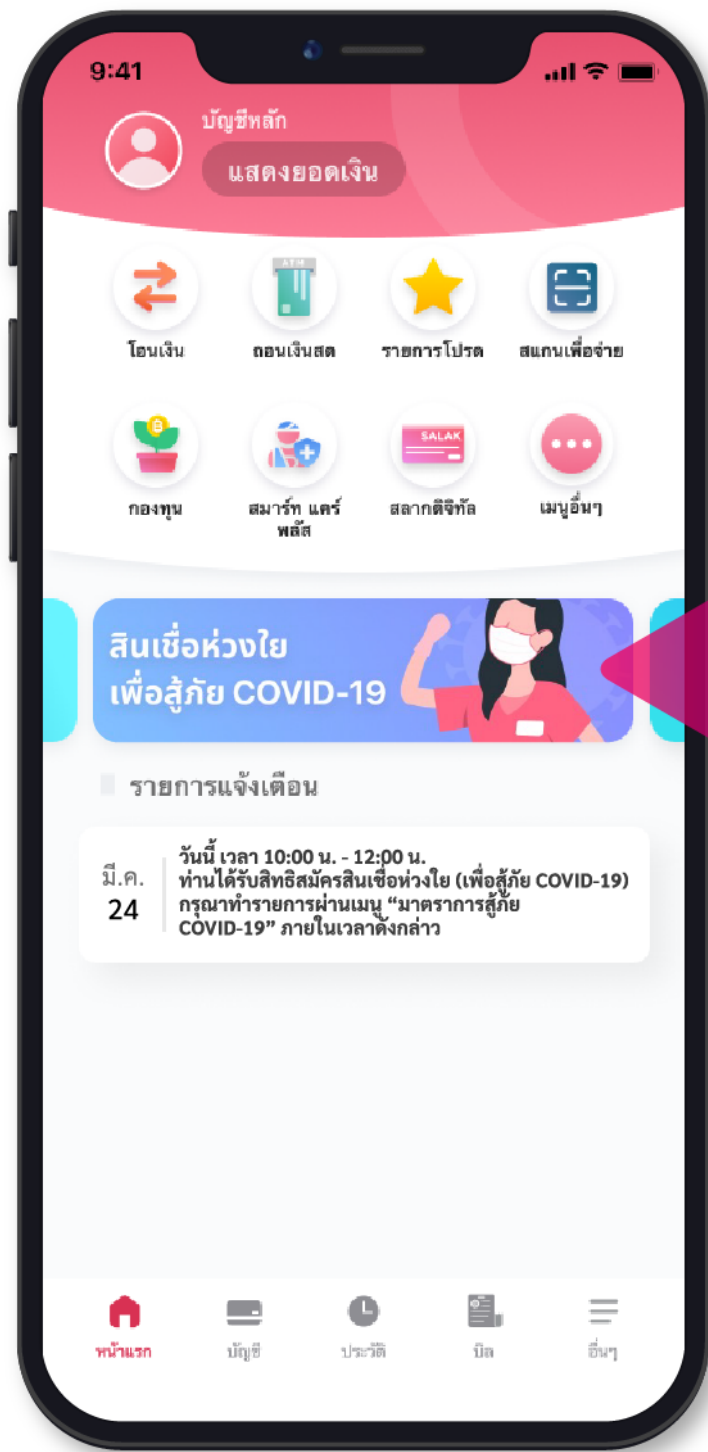 9:41
บัญชีหลัก
แสดงยอดเงิน
ATM
SALAK
โอนเงิน
ถอนเงินสด
รายการโปรด
สแกนเพื่อจ่าย
กองทุน
สมาร์ท แคร์
พลัส
สลากดิจิทัล
เมนูอื่นๆ
สินเชื่อห่วงใย
เพื่อสู้ภัย COVID-19
รายการแจ้งเตือน
มี.ค.
24
วันนี้ เวลา 10:00 น. - 12:00 น.
ท่านได้รับสิทธิสมัครสินเชื่อห่วงใย (เพื่อสู้ภัย COVID-19)
กรุณาทำรายการผ่านเมนู “มาตราการสู้ภัย
COVID-19” ภายในเวลาดังกล่าว
หน้าแรก
บัญชี
ประวัติ
บิล
อื่นๆ